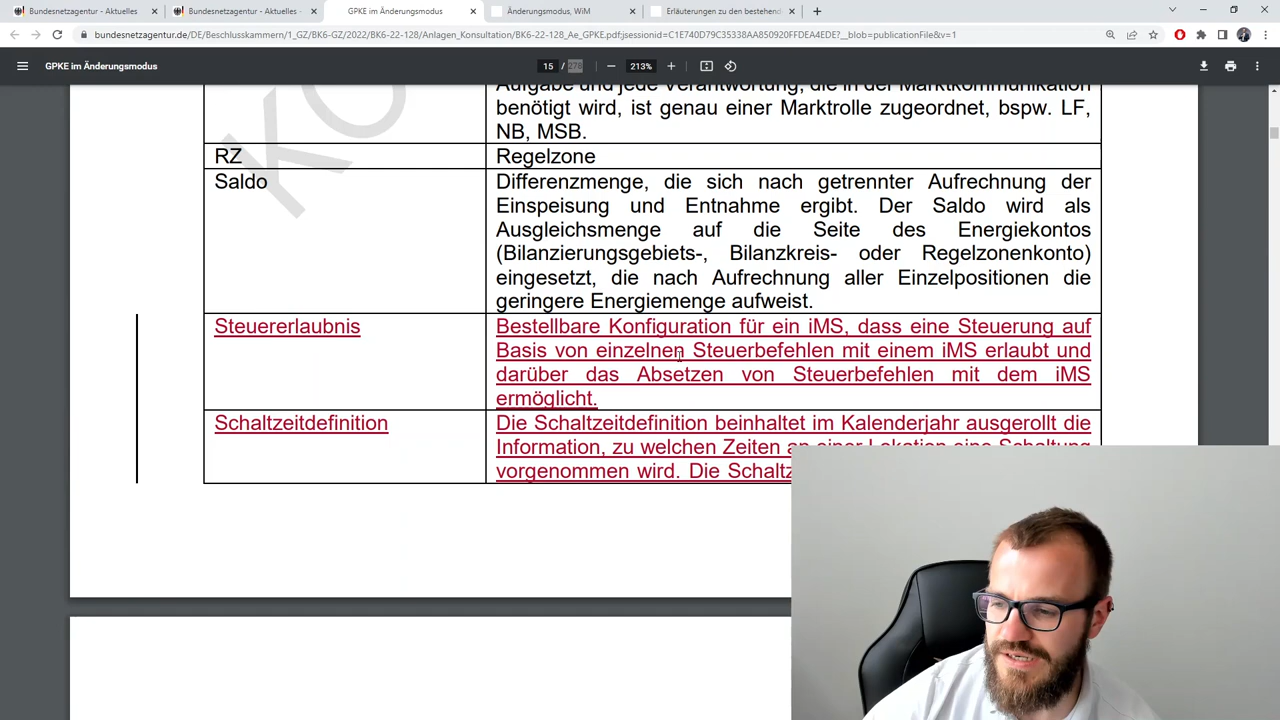 Bundesnetzagentur - Aktuelles
Bundesnetzagentur - Aktuelles -
GPKE im Änderungsmodus
Änderungsmodus, WiM
Erläuterungen zu den bestehend
bundesnetzagentur.de/DE/Beschlusskammern/1_GZ/BK6-GZ/2022/BK6-22-128/Anlagen_Konsultation/BK6-22-128_Ae_GPKE.pdf;jsessionid=C1E740D79C35338AA850920FFDEA4EDE?__blob=publicationFile&v=1
GPKE im Änderungsmodus
15 / 278
213%
KO
Aufgabe und jede Verantwortung, die in der Marktkommunikation
benötigt wird, ist genau einer Marktrolle zugeordnet, bspw. LF,
NB, MSB.
RZ
Regelzone
Saldo
Differenzmenge, die sich nach getrennter Aufrechnung der
Einspeisung und Entnahme ergibt. Der Saldo wird als
Ausgleichsmenge auf die Seite des Energiekontos
(Bilanzierungsgebiets-, Bilanzkreis- oder Regelzonenkonto)
eingesetzt, die nach Aufrechnung aller Einzelpositionen die
geringere Energiemenge aufweist.
Steuererlaubnis
Bestellbare Konfiguration für ein iMS, dass eine Steuerung auf
Basis von einzelnen Steuerbefehlen mit einem iMS erlaubt und
darüber das Absetzen von Steuerbefehlen mit dem iMS
ermöglicht.
Schaltzeitdefinition
Die Schaltzeitdefinition beinhaltet im Kalenderjahr ausgerollt die
Information, zu welchen Zeiten an einer Lokation eine Schaltung
vorgenommen wird. Die Schaltz